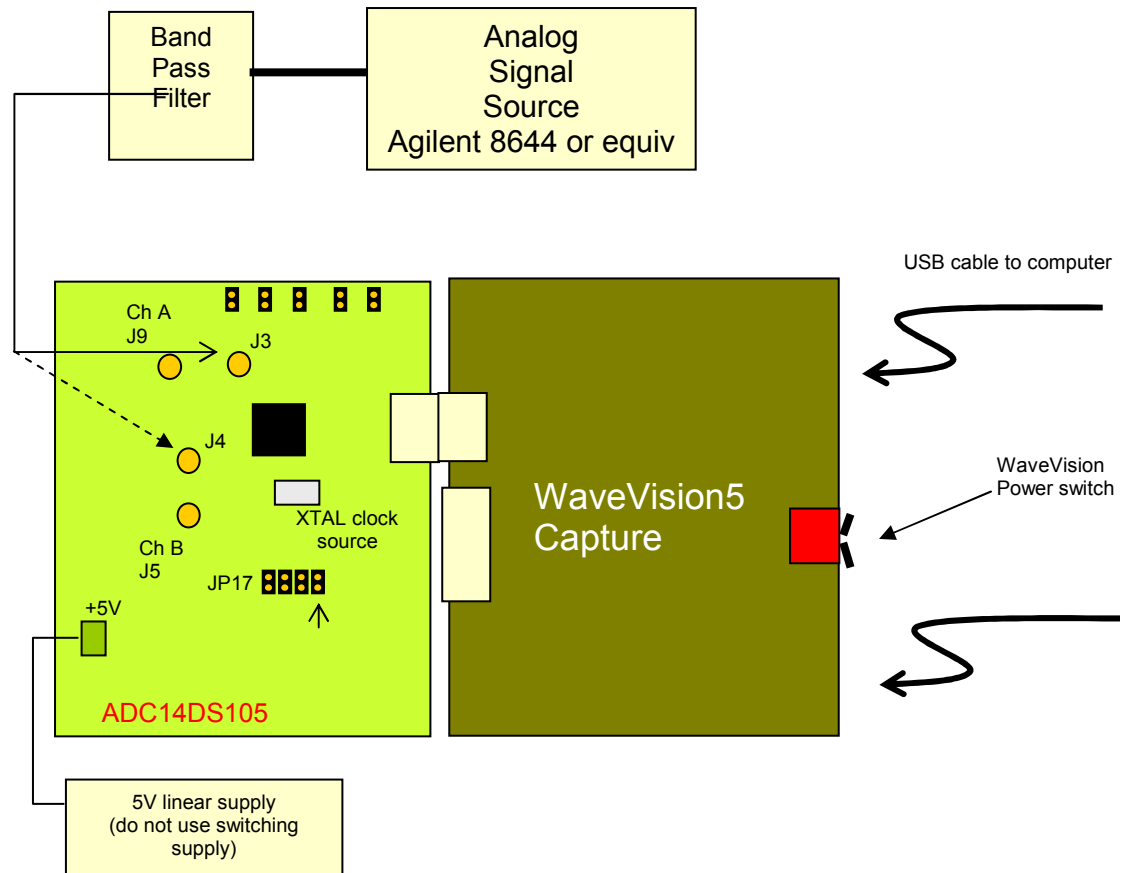 Band
Pass
Filter
Analog
Signal
Source
Agilent 8644 or equiv
USB cable to computer
Ch A
J9
J3
J4
WaveVision
Power switch
WaveVision5
Capture
XTAL clock
source
Ch B
J5
JP17
+5V
ADC14DS105
5V linear supply
(do not use switching
supply)